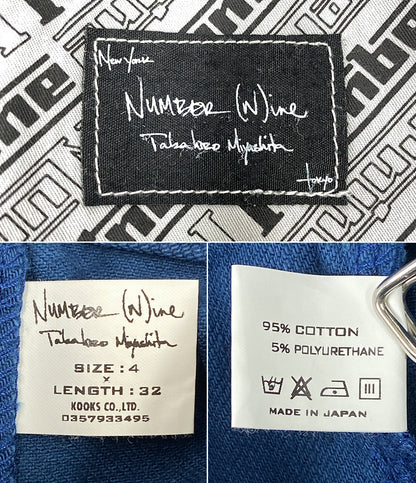 New York
NUMBER (N)ine
Takahiro Miyashita
tokyo
NUMBER (N)ine
Takahiro Miyashita
SIZE : 4
×
LENGTH : 32
KOOKS CO.,LTD.
0357933495
95% COTTON
5% POLYURETHANE
MADE IN JAPAN